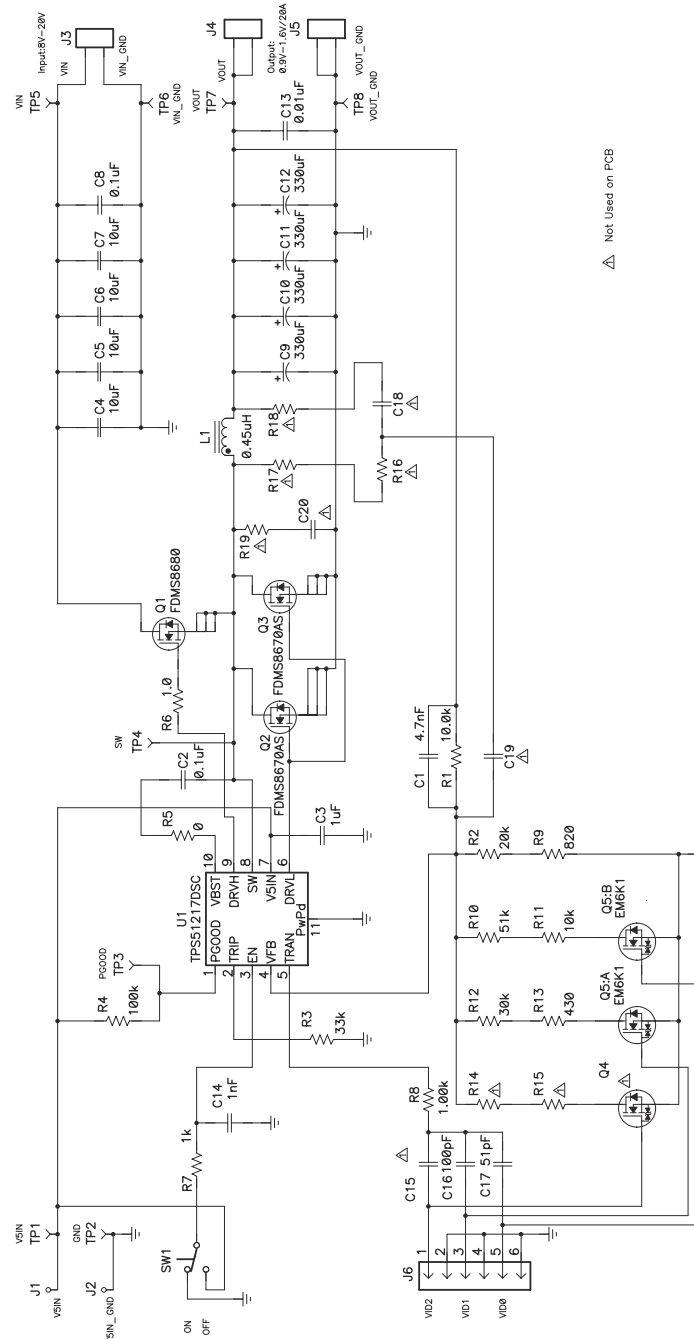 J3
Input:8V–20V
VIN
VIN_GND
VIN
TP5
TP6
VIN_GND
C8
0.1uF
C7
10uF
C6
10uF
C5
10uF
C4
10uF
J4
J5
VOUT
Output:
0.9V–1.6V/20A
VOUT_GND
VOUT
TP7
TP8
VOUT_GND
C13
0.01uF
C12
330uF
C11
330uF
C10
330uF
C9
330uF
L1
0.45uH
R18
R17
C18
R16
R19
C20
Q1
FDMS8680
R6
1.0
Q3
FDMS8670AS
Q2
FDMS8670AS
SW
TP4
C2
0.1uF
R5
0
C3
1uF
U1
TPS51217DSC
1
PGOOD
2
TRIP
3
EN
4
VFB
5
TRAN
10
VBST
9
DRVH
8
SW
7
V5IN
6
DRVL
PwPd
11
PGOOD
TP3
R4
100k
R3
33k
C14
1nF
R7
1k
V5IN
TP1
GND
TP2
J1
V5IN
J2
V5IN_GND
SW1
ON
OFF
C1
4.7nF
R1
10.0k
C19
R2
20k
R9
820
R10
51k
R11
10k
R12
30k
R13
430
R14
R15
Q5:B
EM6K1
Q5:A
EM6K1
Q4
R8
1.00k
C15
C16
100pF
C17
51pF
J6
1
2
3
4
5
6
VID2
VID1
VID0
1 Not Used on PCB